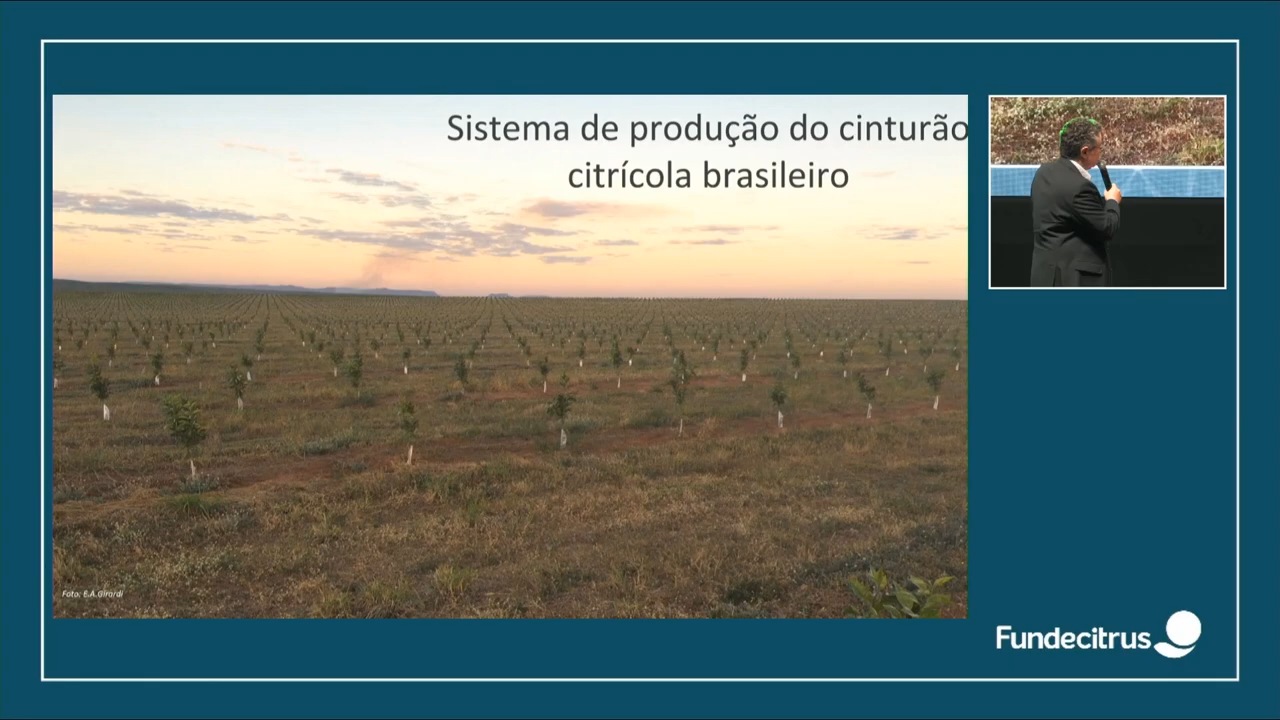 Sistema de produção do cinturão
citrícola brasileiro
Foto: E.A.Girardi
Fundecitrus